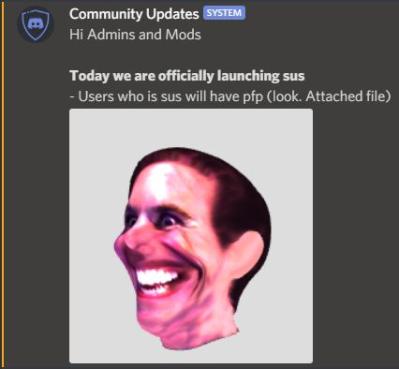 Community Updates SYSTEM
Hi Admins and Mods
Today we are officially launching sus
- Users who is sus will have pfp (look. Attached file)